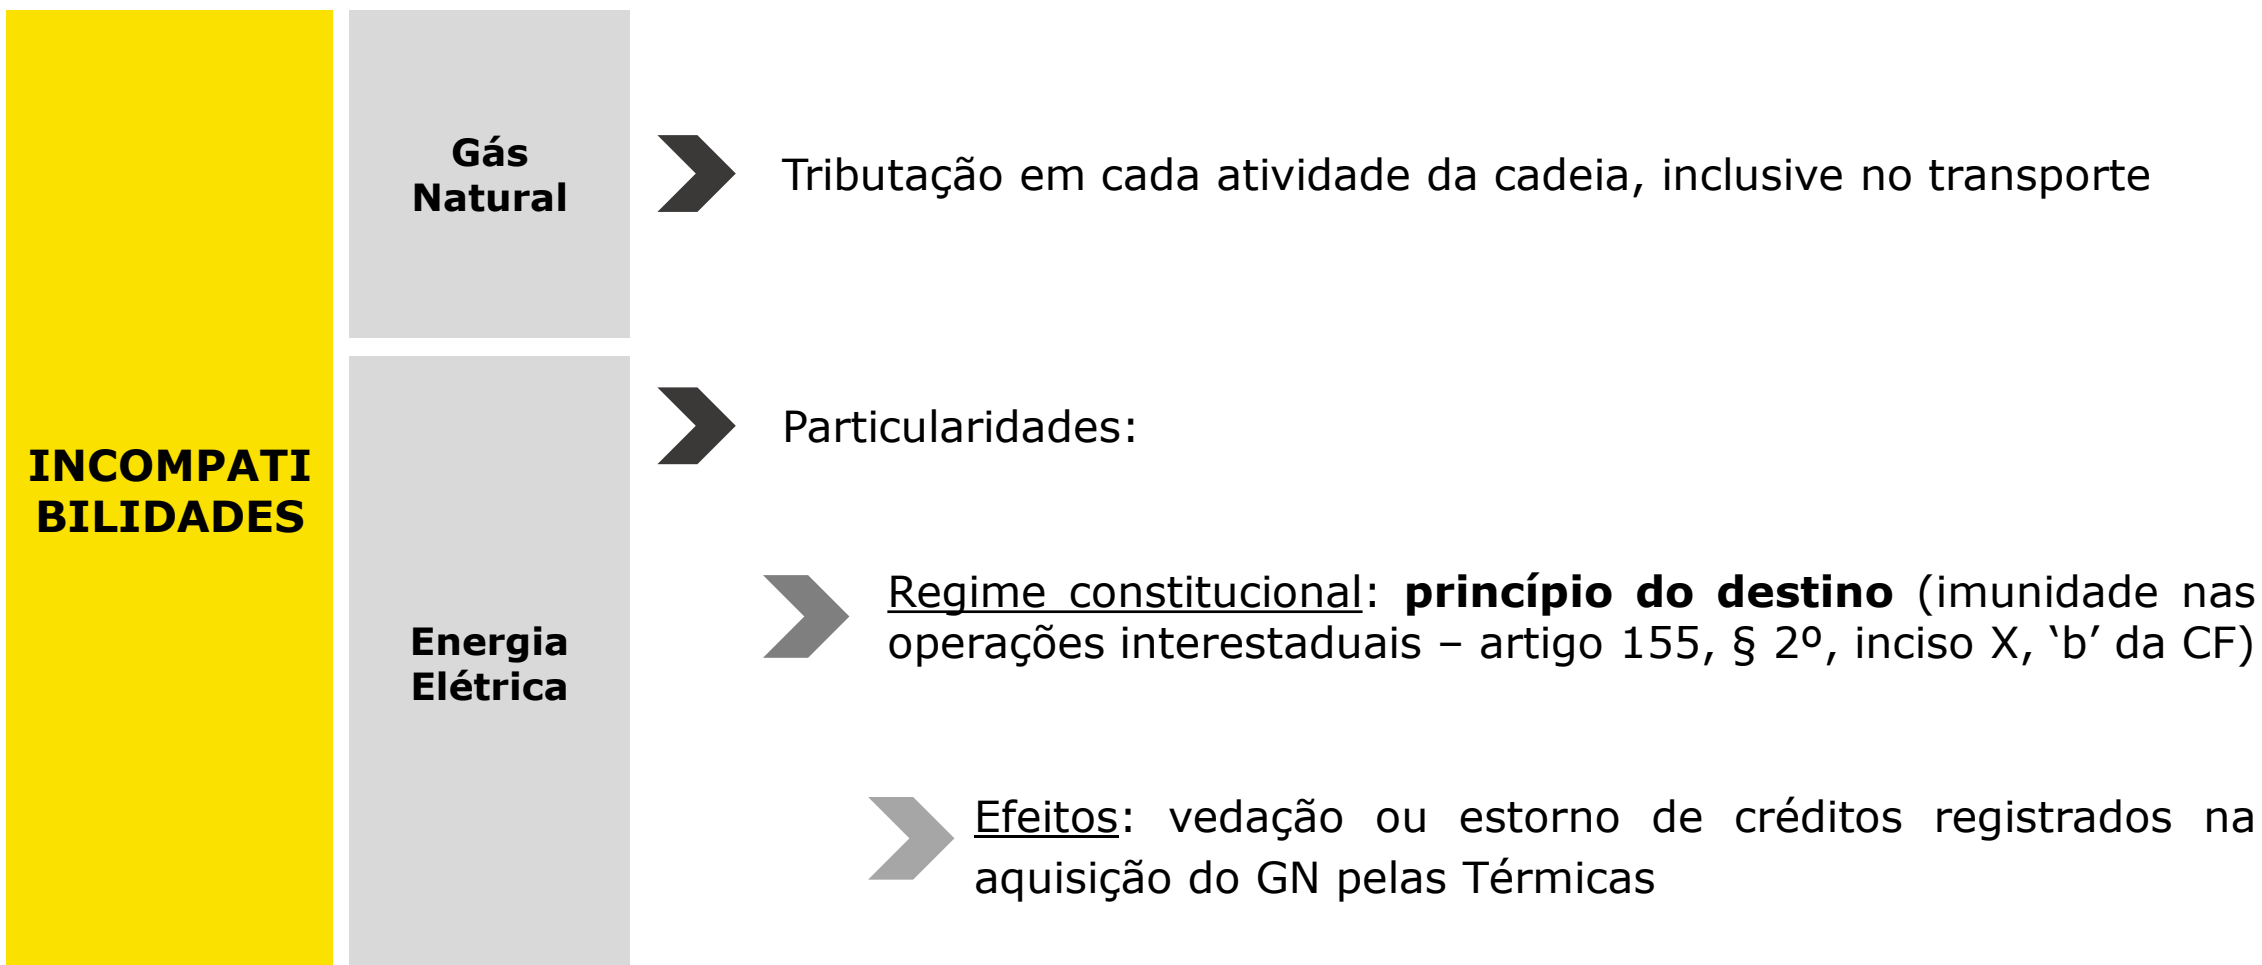 INCOMPATI
BILIDADES
Gás
Natural
Tributação em cada atividade da cadeia, inclusive no transporte
Energia
Elétrica
Particularidades:
Regime constitucional: princípio do destino (imunidade nas
operações interestaduais – artigo 155, § 2º, inciso X, ‘b’ da CF)
Efeitos: vedação ou estorno de créditos registrados na
aquisição do GN pelas Térmicas